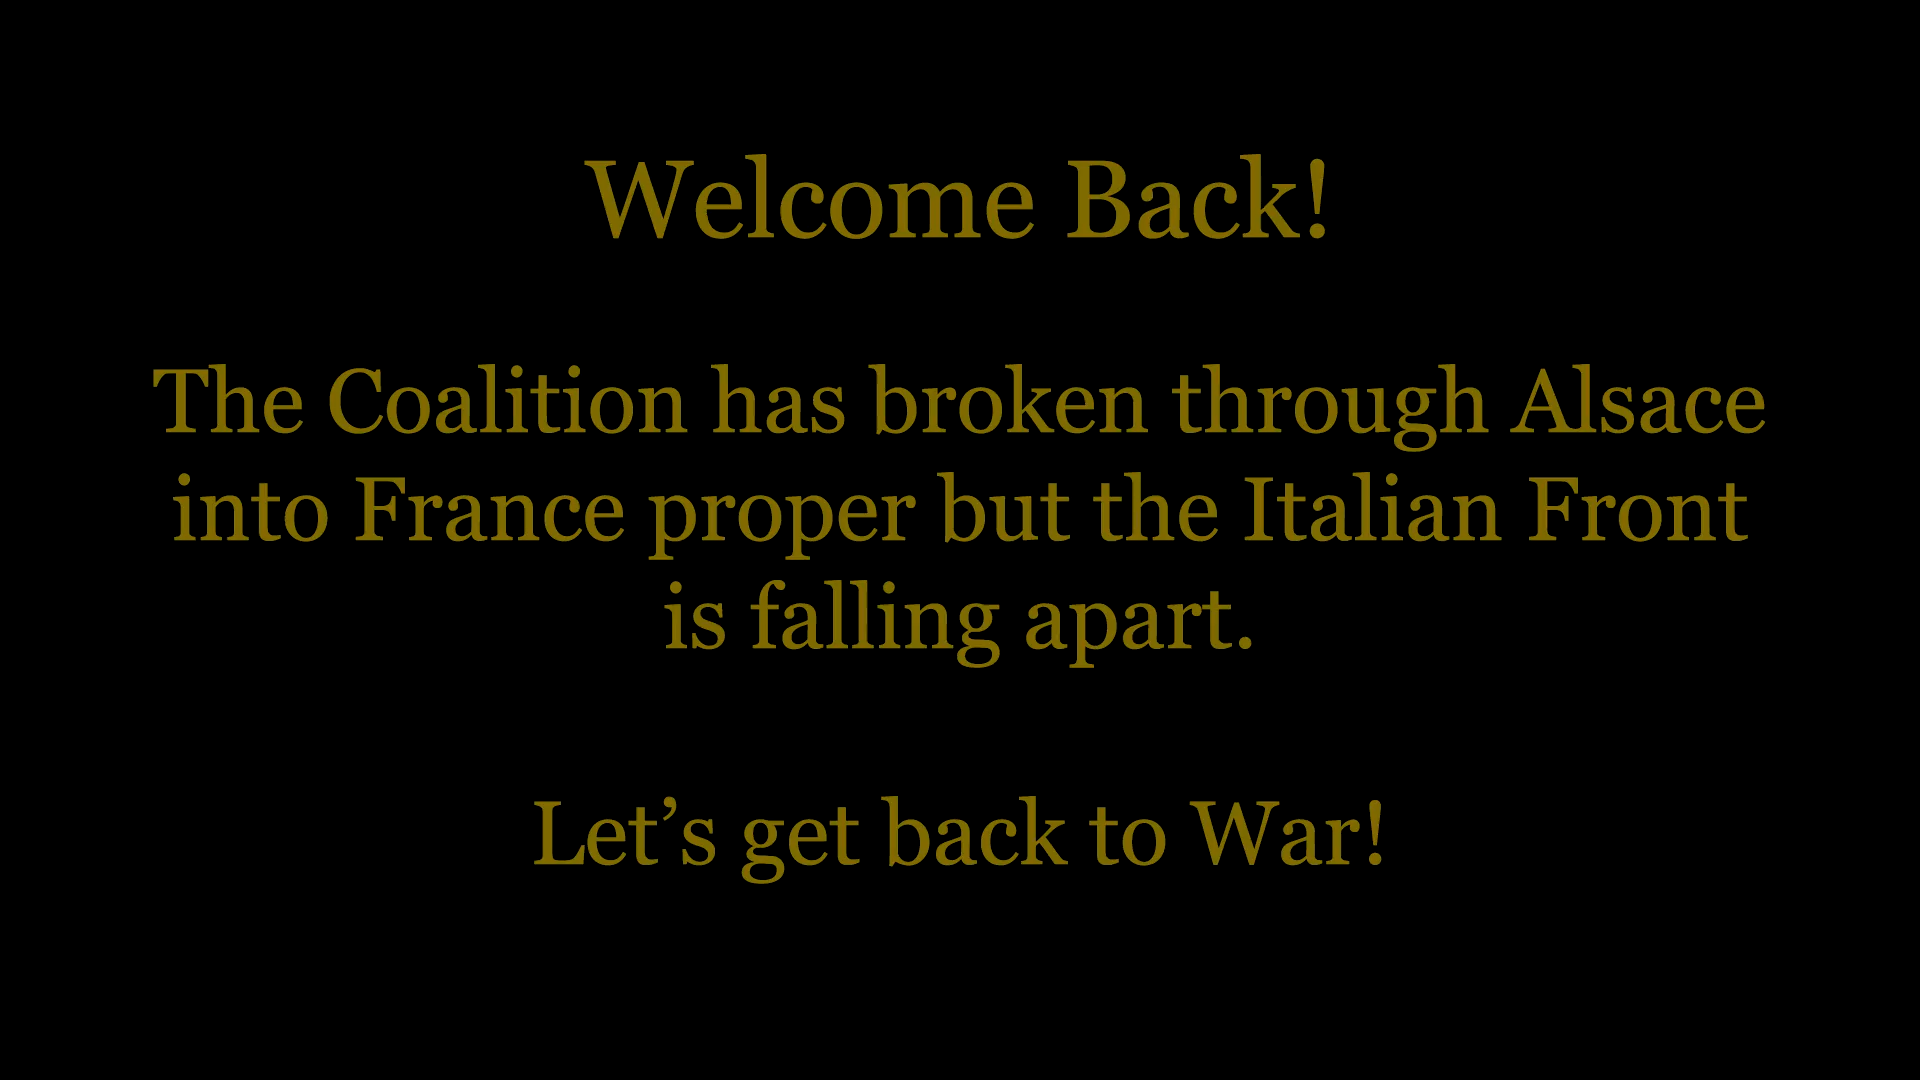 Welcome Back!
The Coalition has broken through Alsace
into France proper but the Italian Front
is falling apart.
Let’s get back to War!